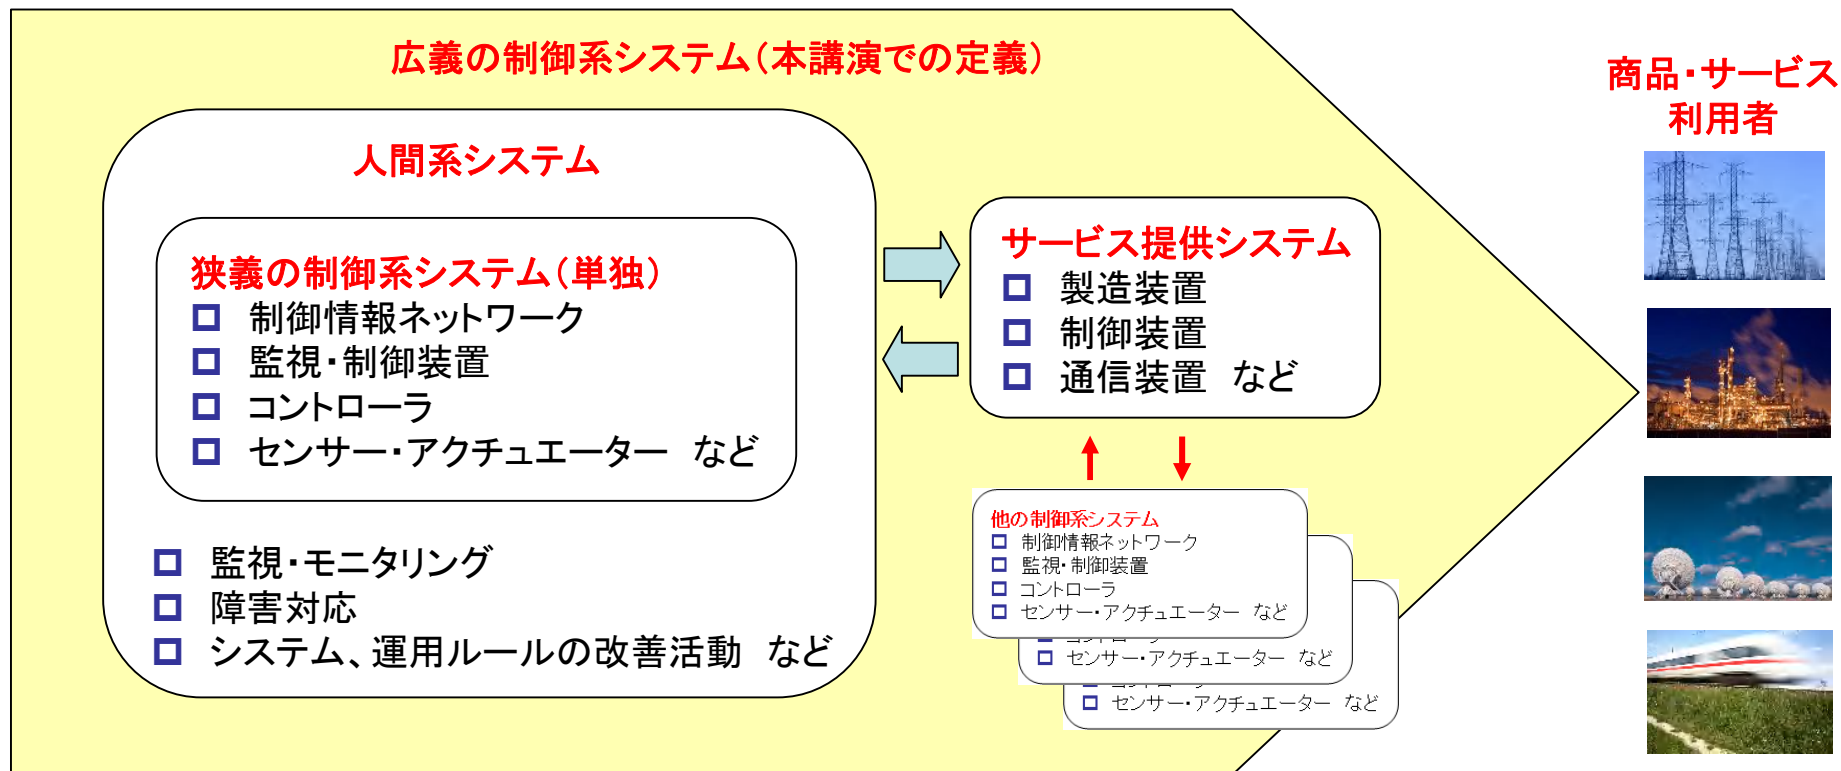 広義の制御系システム（本講演での定義）
商品・サービス
利用者
人間系システム
狭義の制御系システム（単独）
制御情報ネットワーク
監視・制御装置
コントローラ
センサー・アクチュエーター　など
監視・モニタリング
障害対応
システム、運用ルールの改善活動　など
サービス提供システム
製造装置
制御装置
通信装置　など
他の制御系システム
制御情報ネットワーク
監視・制御装置
コントローラ
センサー・アクチュエーター　など
センサー・アクチュエーター　など
センサー・アクチュエーター　など